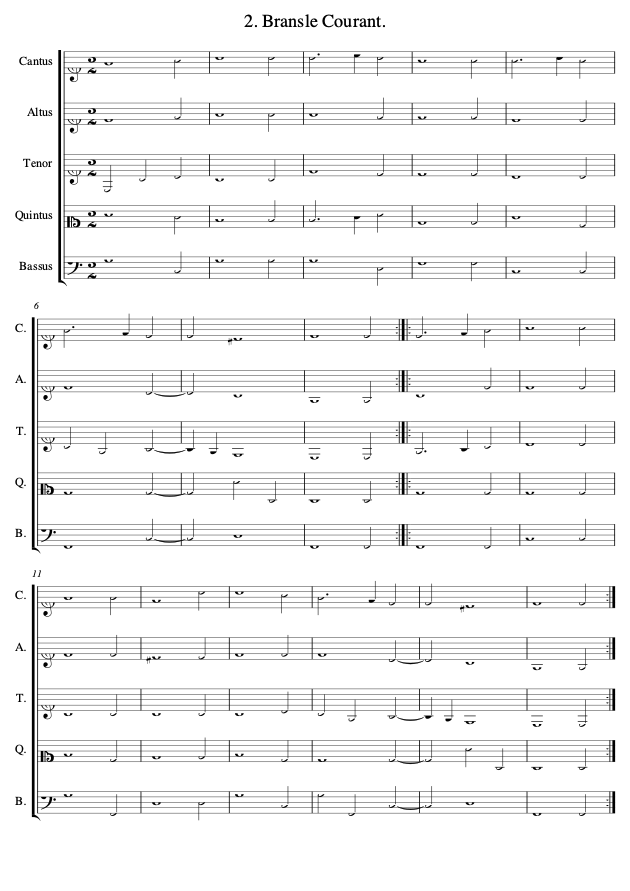 2. Bransle Courant.
Cantus
Altus
Tenor
Quintus
Bassus
6
C.
A.
T.
Q.
B.
11
C.
A.
T.
Q.
B.